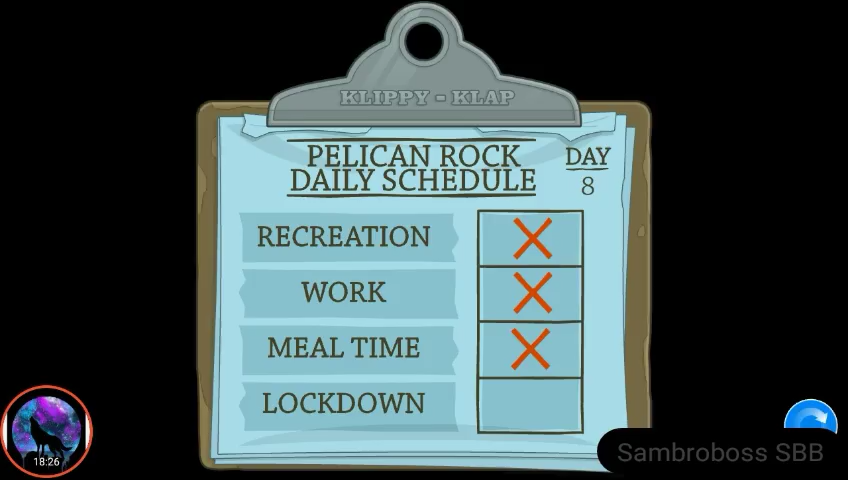 KLIPPY - KLAP
PELICAN ROCK
DAILY SCHEDULE
DAY
8
RECREATION
WORK
MEAL TIME
LOCKDOWN
18:26
Sambroboss SBB